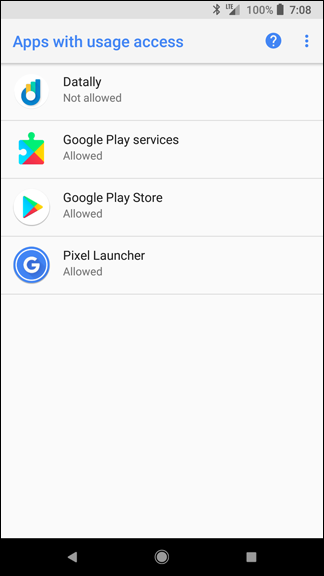 LTE 100% 7:08
Apps with usage access ?
Datally
Not allowed
Google Play services
Allowed
Google Play Store
Allowed
G
Pixel Launcher
Allowed